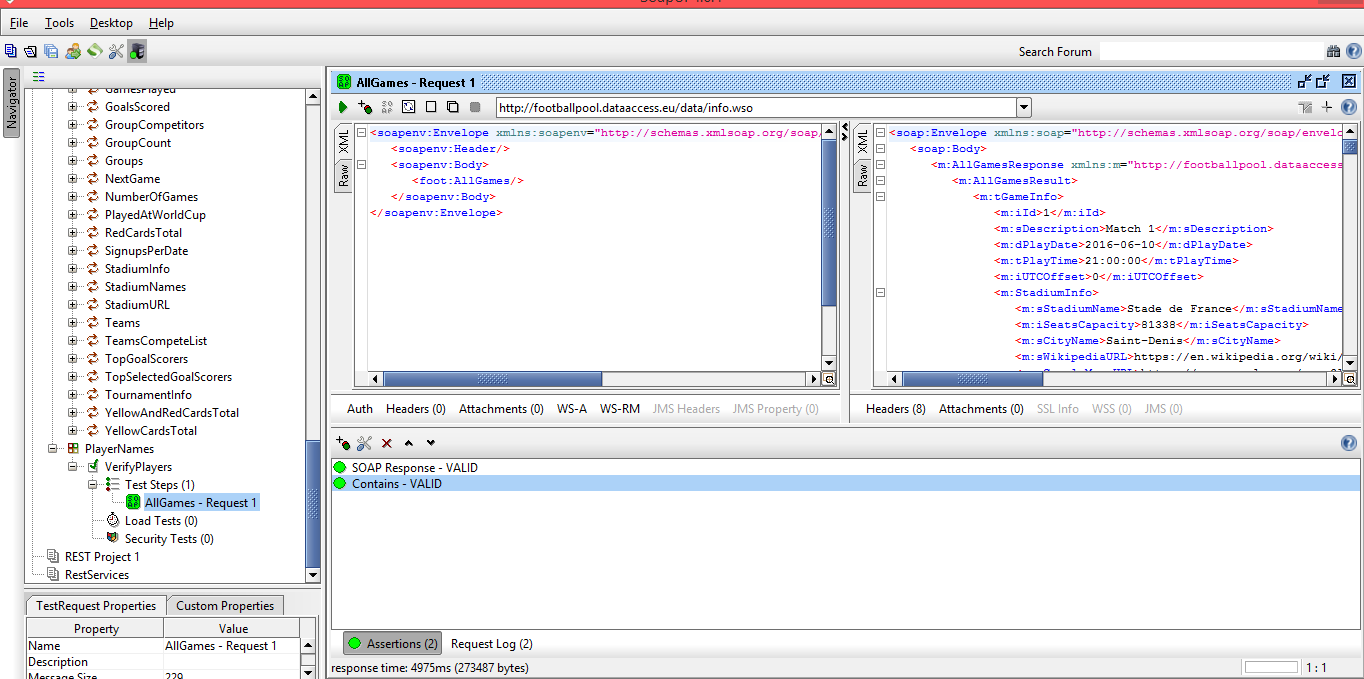 File Tools Desktop Help
Search Forum
Navigator
GamesPlayed
GoalsScored
GroupCompetitors
GroupCount
Groups
NextGame
NumberOfGames
PlayedAtWorldCup
RedCardsTotal
SignupsPerDate
StadiumInfo
StadiumNames
StadiumURL
Teams
TeamsCompeteList
TopGoalScorers
TopSelectedGoalScorers
TournamentInfo
YellowAndRedCardsTotal
YellowCardsTotal
PlayerNames
VerifyPlayers
Test Steps (1)
AllGames - Request 1
Load Tests (0)
Security Tests (0)
REST Project 1
RestServices
TestRequest Properties Custom Properties
Property Value
Name AllGames - Request 1
Description
Message Size 229
AllGames - Request 1
http://footballpool.dataaccess.eu/data/info.wso
XML
Raw
<soapenv:Envelope xmlns:soapenv="http://schemas.xmlsoap.org/soap/
<soapenv:Header/>
<soapenv:Body>
<foot:AllGames/>
</soapenv:Body>
</soapenv:Envelope>
Auth Headers (0) Attachments (0) WS-A WS-RM JMS Headers JMS Property (0)
XML
Raw
<soap:Envelope xmlns:soap="http://schemas.xmlsoap.org/soap/envelo
<soap:Body>
<m:AllGamesResponse xmlns:m="http://footballpool.dataaccess
<m:AllGamesResult>
<m:tGameInfo>
<m:iId>1</m:iId>
<m:sDescription>Match 1</m:sDescription>
<m:dPlayDate>2016-06-10</m:dPlayDate>
<m:tPlayTime>21:00:00</m:tPlayTime>
<m:iUTCOffset>0</m:iUTCOffset>
<m:StadiumInfo>
<m:sStadiumName>Stade de France</m:sStadiumName
<m:iSeatsCapacity>81338</m:iSeatsCapacity>
<m:sCityName>Saint-Denis</m:sCityName>
<m:sWikipediaURL>https://en.wikipedia.org/wiki/
Headers (8) Attachments (0) SSL Info WSS (0) JMS (0)
SOAP Response - VALID
Contains - VALID
Assertions (2) Request Log (2)
response time: 4975ms (273487 bytes)
1 : 1